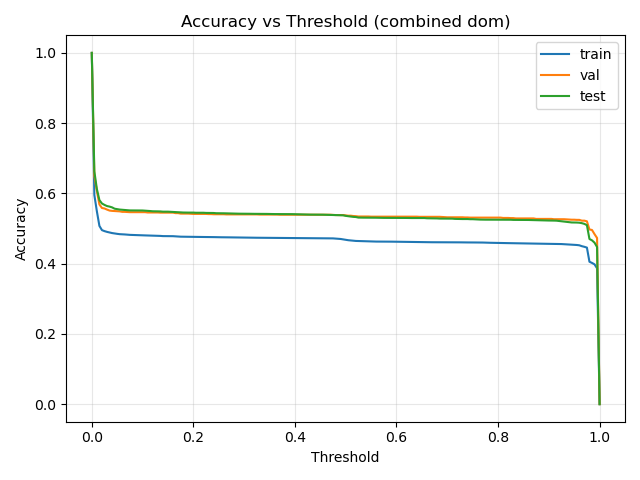 Accuracy vs Threshold (combined dom)
train
val
test
1.0
0.8
0.6
0.4
0.2
0.0
Accuracy
0.0 0.2 0.4 0.6 0.8 1.0
Threshold